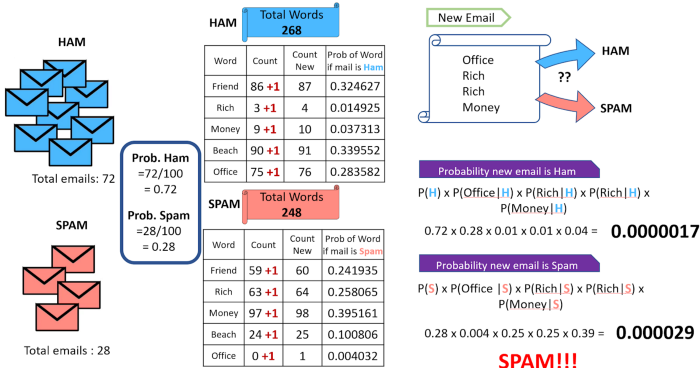 HAM
Total emails: 72
SPAM
Total emails : 28
Prob. Ham
=72/100
= 0.72
Prob. Spam
=28/100
= 0.28
HAM
Total Words
268
Word Count Count New Prob of Word if mail is Ham
Friend 86 +1 87 0.324627
Rich 3 +1 4 0.014925
Money 9 +1 10 0.037313
Beach 90 +1 91 0.339552
Office 75 +1 76 0.283582
SPAM
Total Words
248
Word Count Count New Prob of Word if mail is Spam
Friend 59 +1 60 0.241935
Rich 63 +1 64 0.258065
Money 97 +1 98 0.395161
Beach 24 +1 25 0.100806
Office 0 +1 1 0.004032
New Email
Office
Rich
Rich
Money
HAM
??
SPAM
Probability new email is Ham
P(H) x P(Office|H) x P(Rich|H) x P(Rich|H) x
P(Money|H)
0.72 x 0.28 x 0.01 x 0.01 x 0.04 = 0.0000017
Probability new email is Spam
P(S) x P(Office |S) x P(Rich|S) x P(Rich|S) x
P(Money|S)
0.28 x 0.004 x 0.25 x 0.25 x 0.39 = 0.000029
SPAM!!!